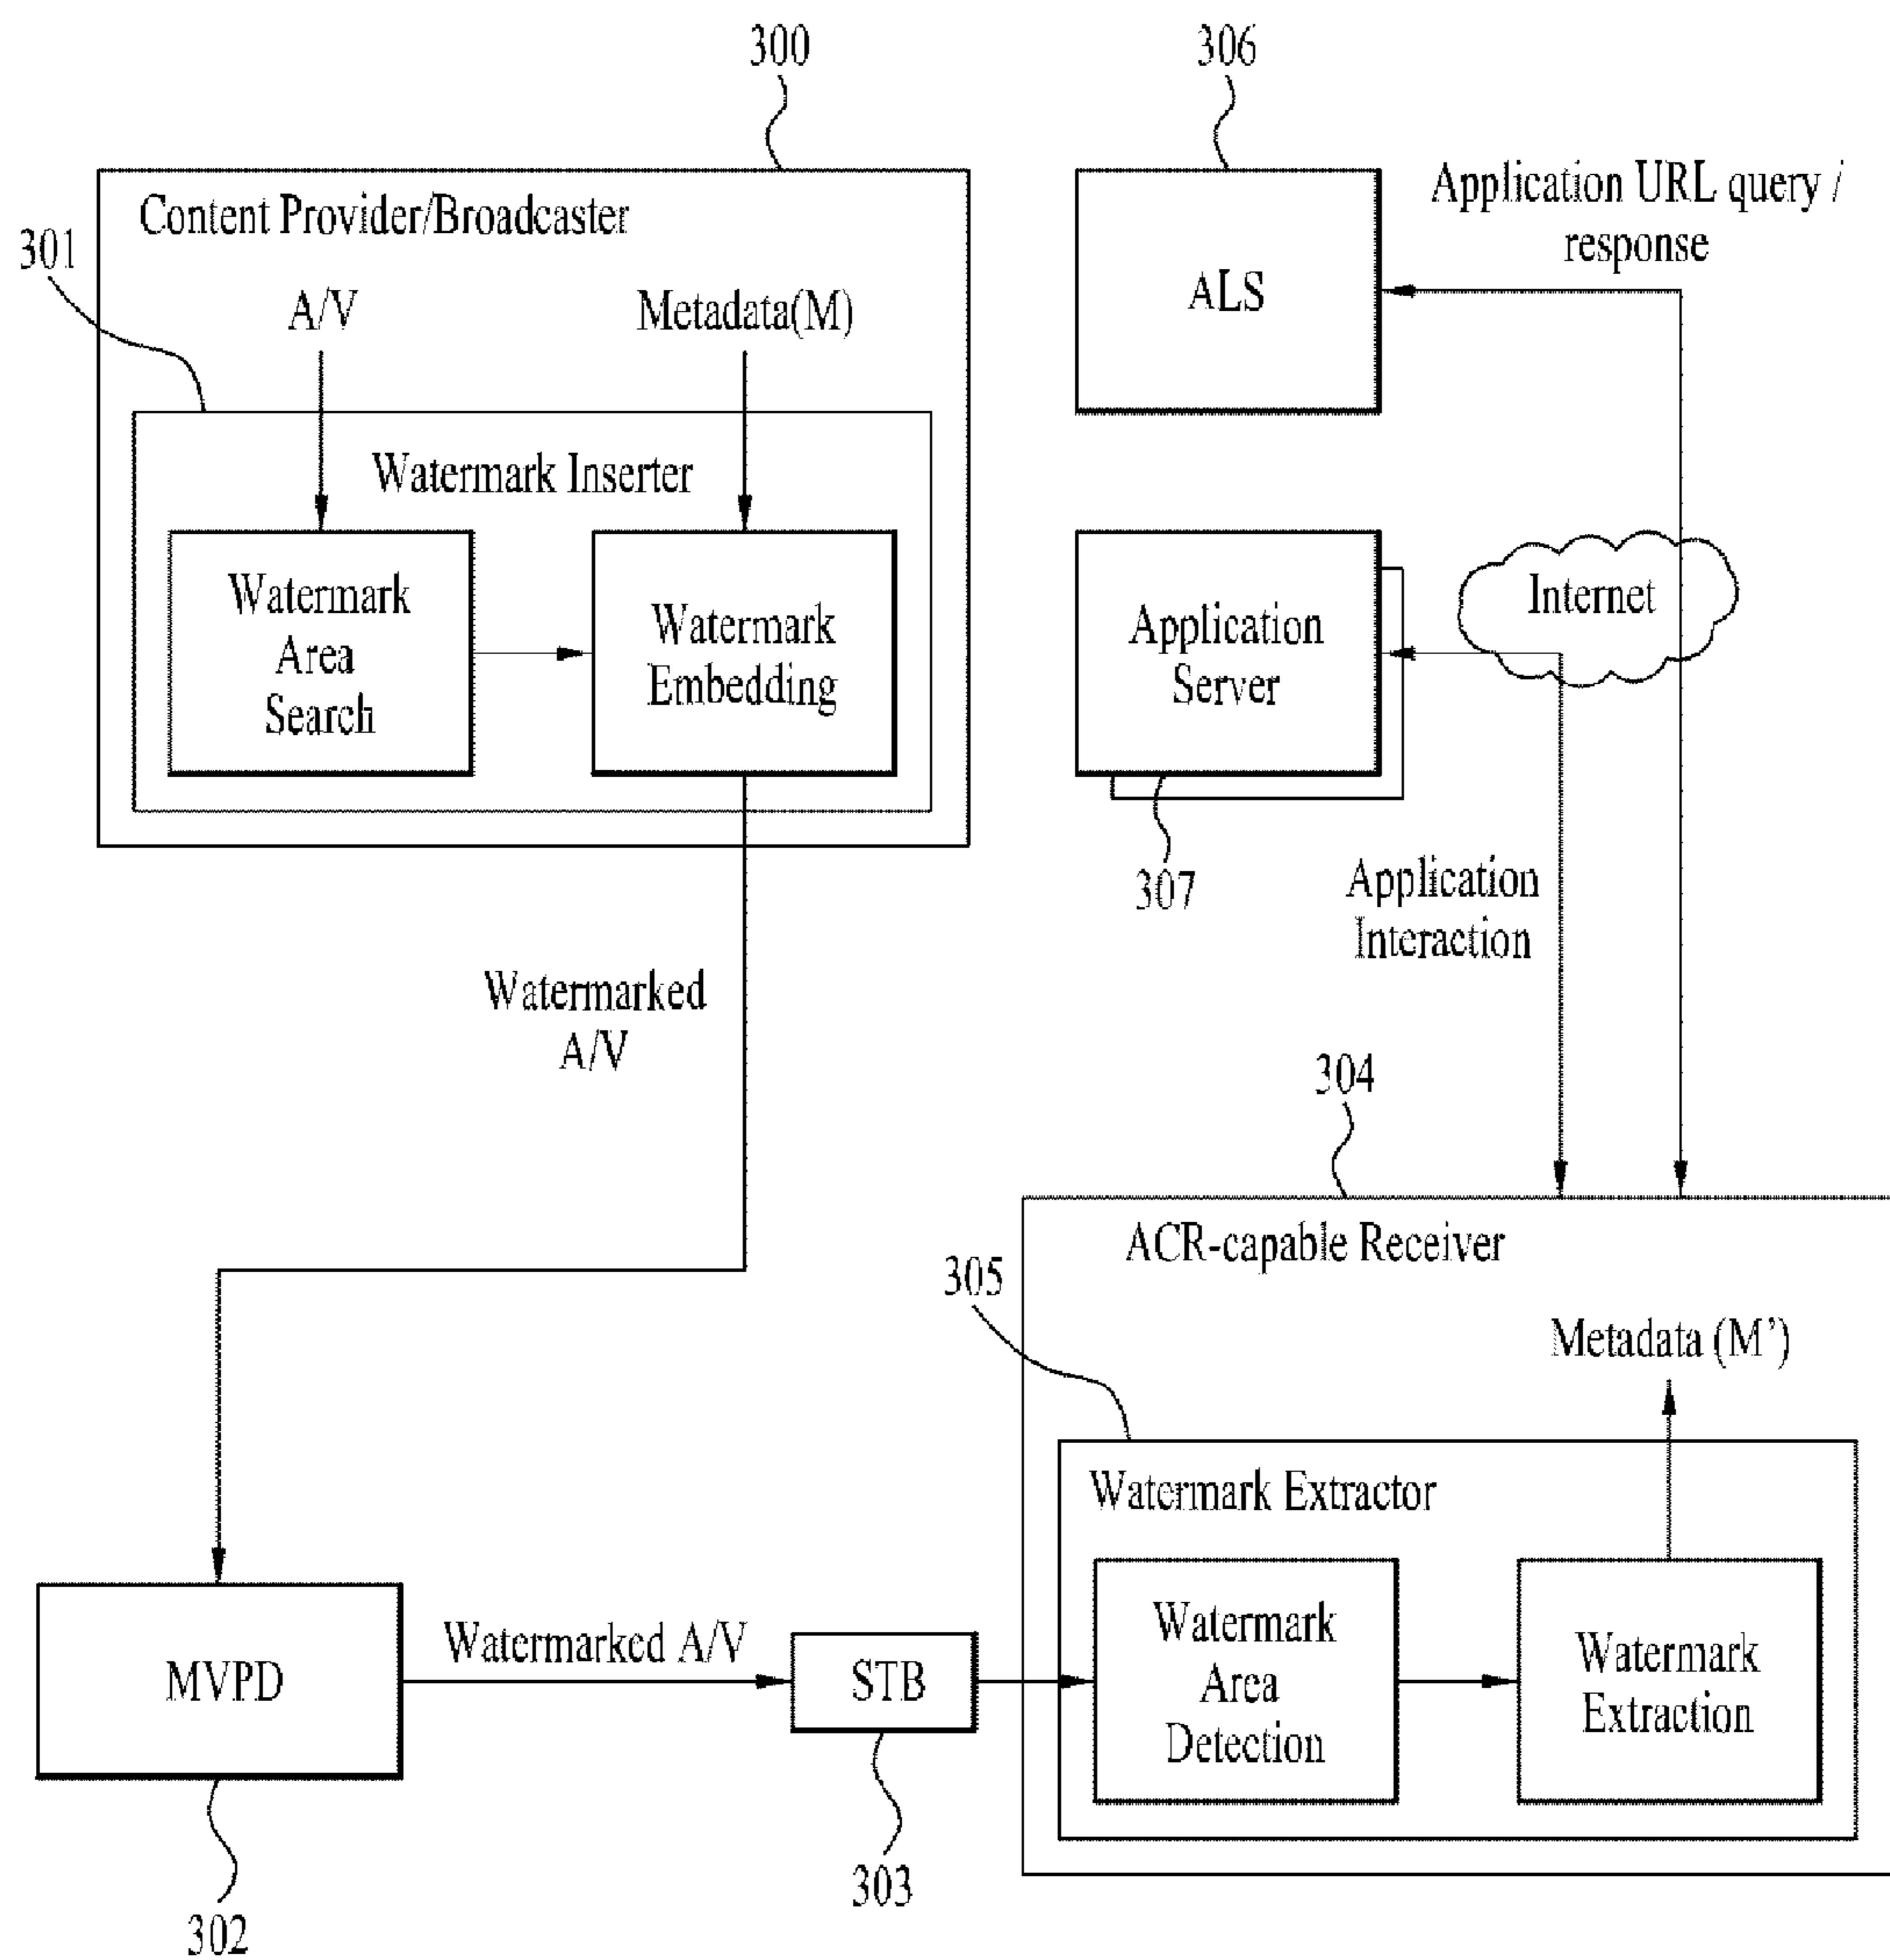 300
306
Content Provider/Broadcaster
301
A/V
Metadata(M)
Watermark Inserter
Watermark
Area
Search
Watermark
Embedding
ALS
Application URL query /
response
Application
Server
Internet
307
Application
Interaction
Watermarked
A/V
304
ACR-capable Receiver
305
Metadata (M’)
Watermark Extractor
MVPD
Watermarked A/V
STB
Watermark
Area
Detection
Watermark
Extraction
303
302